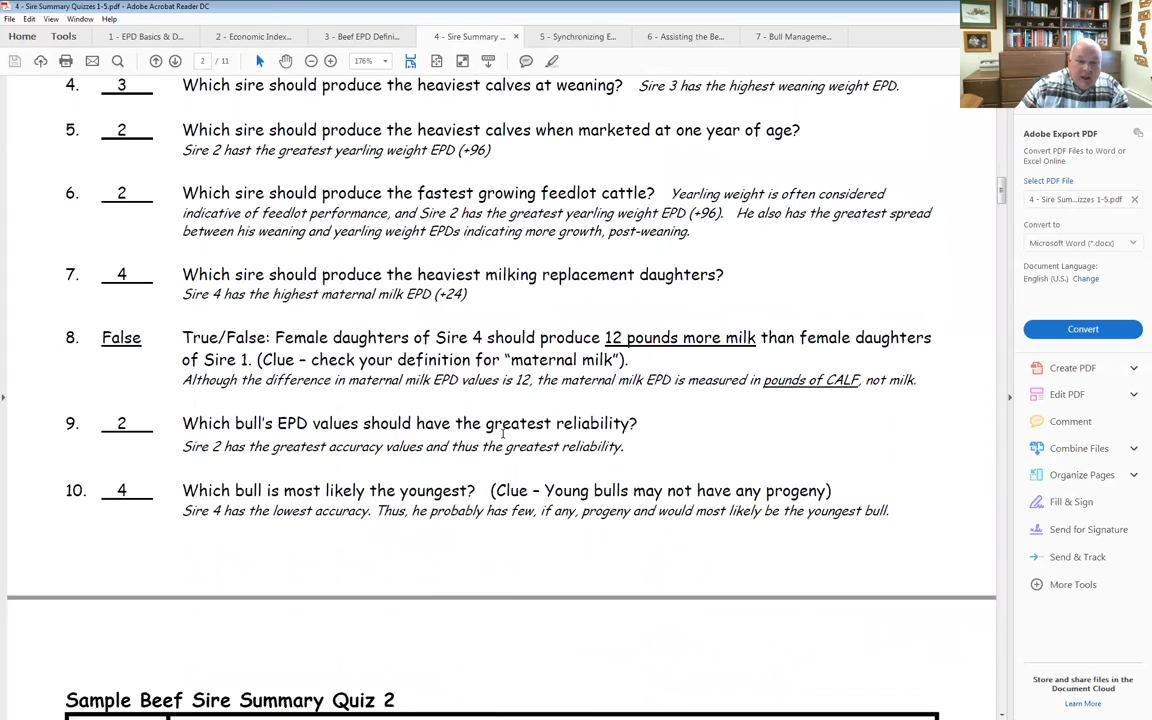 4 - Sire Summary Quizzes 1-5.pdf - Adobe Acrobat Reader DC
File Edit View Window Help
Home Tools 1 - EPD Basics & D... 2 - Economic Index... 3 - Beef EPD Defini... 4 - Sire Summary ... × 5 - Synchronizing E... 6 - Assisting the Be... 7 - Bull Manageme...
2 / 11 176%
4. 3 Which sire should produce the heaviest calves at weaning? Sire 3 has the highest weaning weight EPD.
5. 2 Which sire should produce the heaviest calves when marketed at one year of age?
Sire 2 hast the greatest yearling weight EPD (+96)
6. 2 Which sire should produce the fastest growing feedlot cattle? Yearling weight is often considered
indicative of feedlot performance, and Sire 2 has the greatest yearling weight EPD (+96). He also has the greatest spread
between his weaning and yearling weight EPDs indicating more growth, post-weaning.
7. 4 Which sire should produce the heaviest milking replacement daughters?
Sire 4 has the highest maternal milk EPD (+24)
8. False True/False: Female daughters of Sire 4 should produce 12 pounds more milk than female daughters
of Sire 1. (Clue – check your definition for “maternal milk”).
Although the difference in maternal milk EPD values is 12, the maternal milk EPD is measured in pounds of CALF, not milk.
9. 2 Which bull’s EPD values should have the greatest reliability?
Sire 2 has the greatest accuracy values and thus the greatest reliability.
10. 4 Which bull is most likely the youngest? (Clue – Young bulls may not have any progeny)
Sire 4 has the lowest accuracy. Thus, he probably has few, if any, progeny and would most likely be the youngest bull.
Sample Beef Sire Summary Quiz 2
Adobe Export PDF
Convert PDF Files to Word or
Excel Online
Select PDF File
4 - Sire Sum...izzes 1-5.pdf ×
Convert to
Microsoft Word (*.docx)
Document Language:
English (U.S.) Change
Convert
Create PDF
Edit PDF
Comment
Combine Files
Organize Pages
Fill & Sign
Send for Signature
Send & Track
More Tools
Store and share files in the
Document Cloud
Learn More